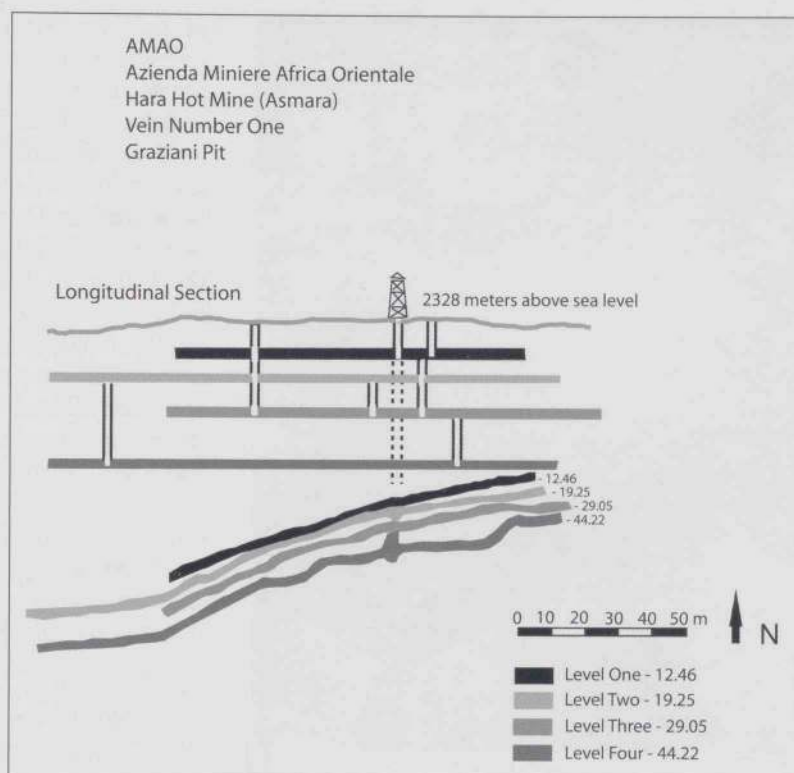 AMAO
Azienda Miniere Africa Orientale
Hara Hot Mine (Asmara)
Vein Number One
Graziani Pit
Longitudinal Section
2328 meters above sea level
- 12.46
- 19.25
- 29.05
- 44.22
0 10 20 30 40 50 m
N
Level One - 12.46
Level Two - 19.25
Level Three - 29.05
Level Four - 44.22